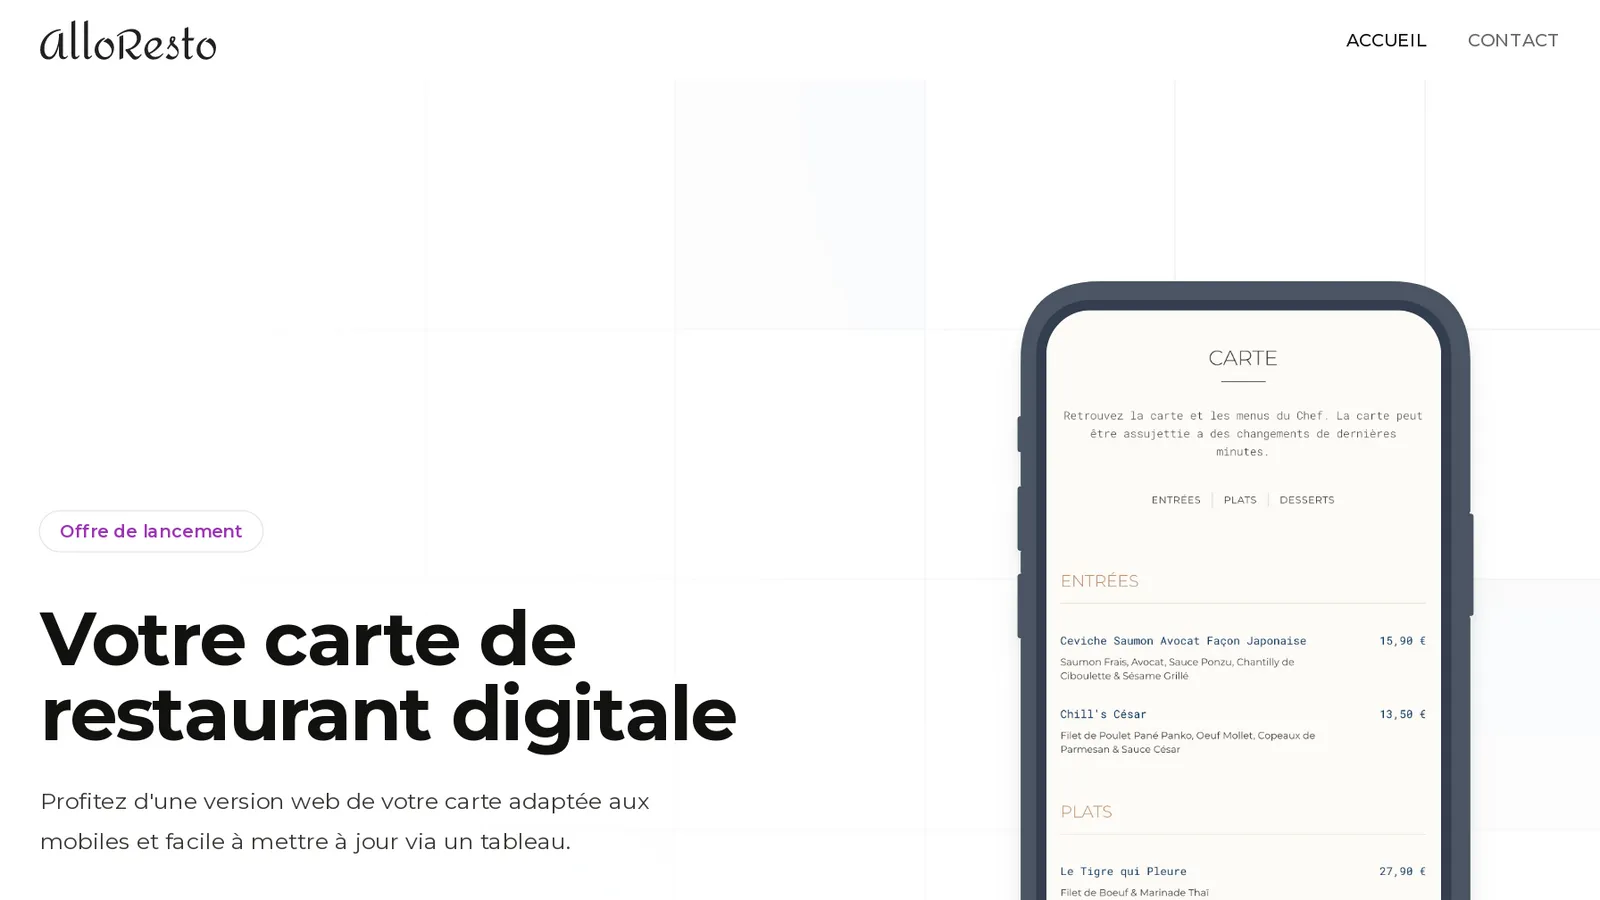 alloResto
ACCUEIL
CONTACT
Offre de lancement
Votre carte de
restaurant digitale
Profitez d'une version web de votre carte adaptée aux
mobiles et facile à mettre à jour via un tableau.
CARTE
Retrouvez la carte et les menus du Chef. La carte peut
être assujettie a des changements de dernières
minutes.
ENTRÉES
PLATS
DESSERTS
ENTRÉES
Ceviche Saumon Avocat Façon Japonaise 15,90 €
Saumon Frais, Avocat, Sauce Ponzu, Chantilly de
Ciboulette & Sésame Grillé
Chill's César 13,50 €
Filet de Poulet Pané Panko, Oeuf Mollet, Copeaux de
Parmesan & Sauce César
PLATS
Le Tigre qui Pleure 27,90 €
Filet de Boeuf & Marinade Thaï